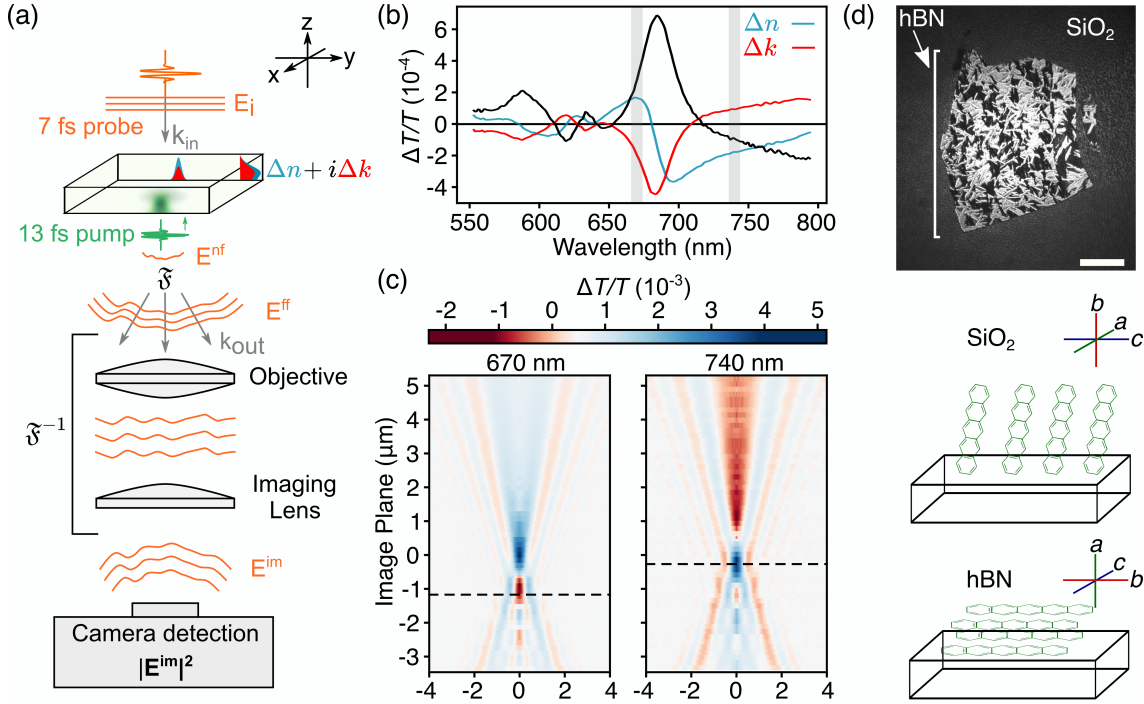 (a)
z
y
x
E_i
7 fs probe
k_in
Δn + iΔk
13 fs pump
E^nf
𝔉
E^ff
k_out
Objective
𝔉^-1
Imaging
Lens
E^im
Camera detection
|E^im|^2
(b)
Δn
Δk
ΔT/T (10^-4)
6
4
2
0
-2
-4
550
600
650
700
750
800
Wavelength (nm)
(c)
ΔT/T (10^-3)
-2
-1
0
1
2
3
4
5
670 nm
740 nm
Image Plane (μm)
5
4
3
2
1
0
-1
-2
-3
-4
-2
0
2
4
-4
-2
0
2
4
(d)
hBN
SiO₂
SiO₂
b
a
c
hBN
a
c
b